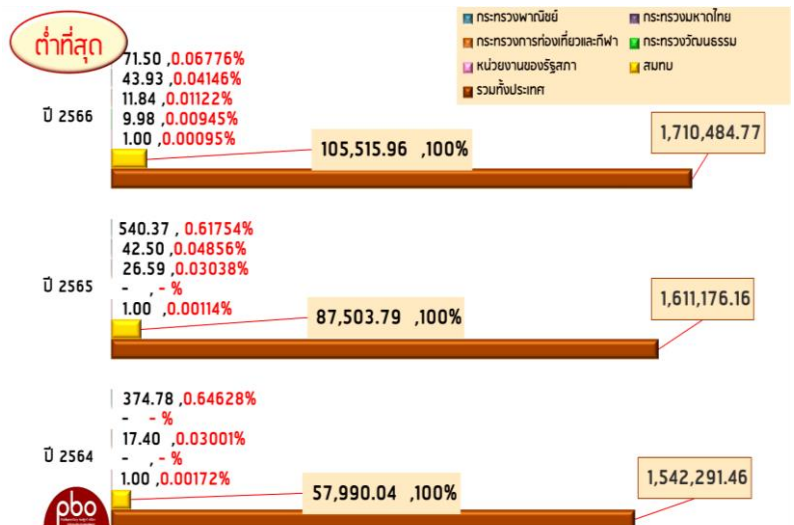 ต่ำที่สุด
กระทรวงพาณิชย์
กระทรวงมหาดไทย
กระทรวงการท่องเที่ยวและกีฬา
กระทรวงวัฒนธรรม
หน่วยงานของรัฐสภา
สมทบ
รวมทั้งประเทศ
ปี 2566
71.50 ,0.06776%
43.93 ,0.04146%
11.84 ,0.01122%
9.98 ,0.00945%
1.00 ,0.00095%
105,515.96 ,100%
1,710,484.77
ปี 2565
540.37 , 0.61754%
42.50 ,0.04856%
26.59 ,0.03038%
- , - %
1.00 ,0.00114%
87,503.79 ,100%
1,611,176.16
ปี 2564
374.78 ,0.64628%
- - %
17.40 ,0.03001%
- , - %
1.00 ,0.00172%
57,990.04 ,100%
1,542,291.46
pbo